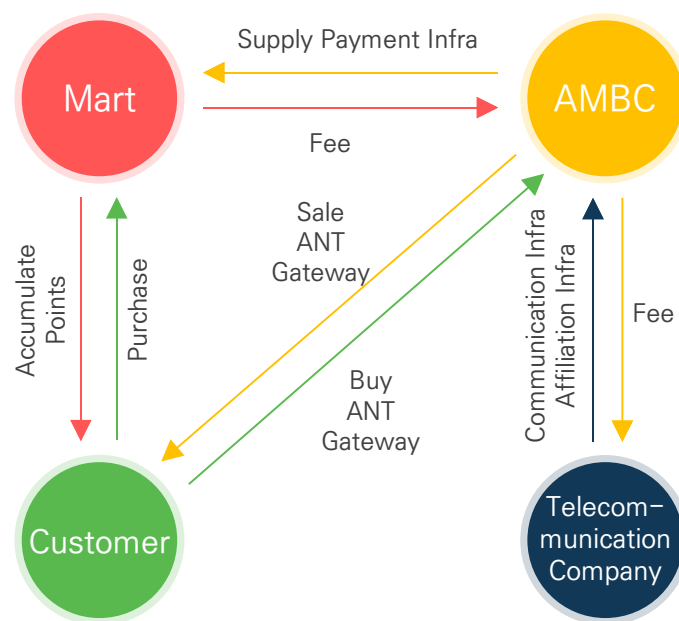 Supply Payment Infra
Mart
AMBC
Fee
Sale
ANT
Gateway
Accumulate
Points
Purchase
Communication Infra
Affiliation Infra
Fee
Buy
ANT
Gateway
Customer
Telecom-
munication
Company